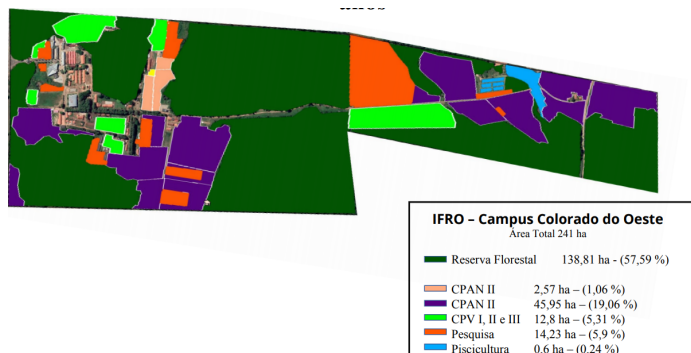 IFRO – Campus Colorado do Oeste
Área Total 241 ha
Reserva Florestal 138,81 ha - (57,59 %)
CPAN II 2,57 ha – (1,06 %)
CPAN II 45,95 ha – (19,06 %)
CPV I, II e III 12,8 ha – (5,31 %)
Pesquisa 14,23 ha – (5,9 %)
Piscicultura 0,6 ha – (0,24 %)